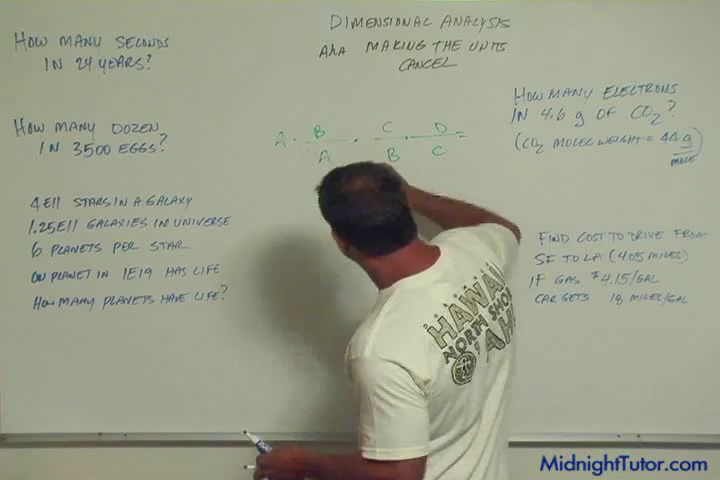 DIMENSIONAL ANALYSIS
AKA MAKING THE UNITS
CANCEL
HOW MANY SECONDS
IN 24 YEARS?
HOW MANY DOZEN
IN 3500 EGGS?
4E11 STARS IN A GALAXY
1.25E11 GALAXIES IN UNIVERSE
6 PLANETS PER STAR
ON PLANET IN 1E19 HAS LIFE
HOW MANY PLANETS HAVE LIFE?
A · B/A · C/B · D/C =
HOW MANY ELECTRONS
IN 4.6 g OF CO2?
(CO2 MOLEC WEIGHT = 44 g/MOLE
FIND COST TO DRIVE FROM
SF TO LA (405 MILES)
IF GAS $4.15/GAL
CAR GETS 18 MILES/GAL
HAWAII
NORTH SHORE
MidnightTutor.com